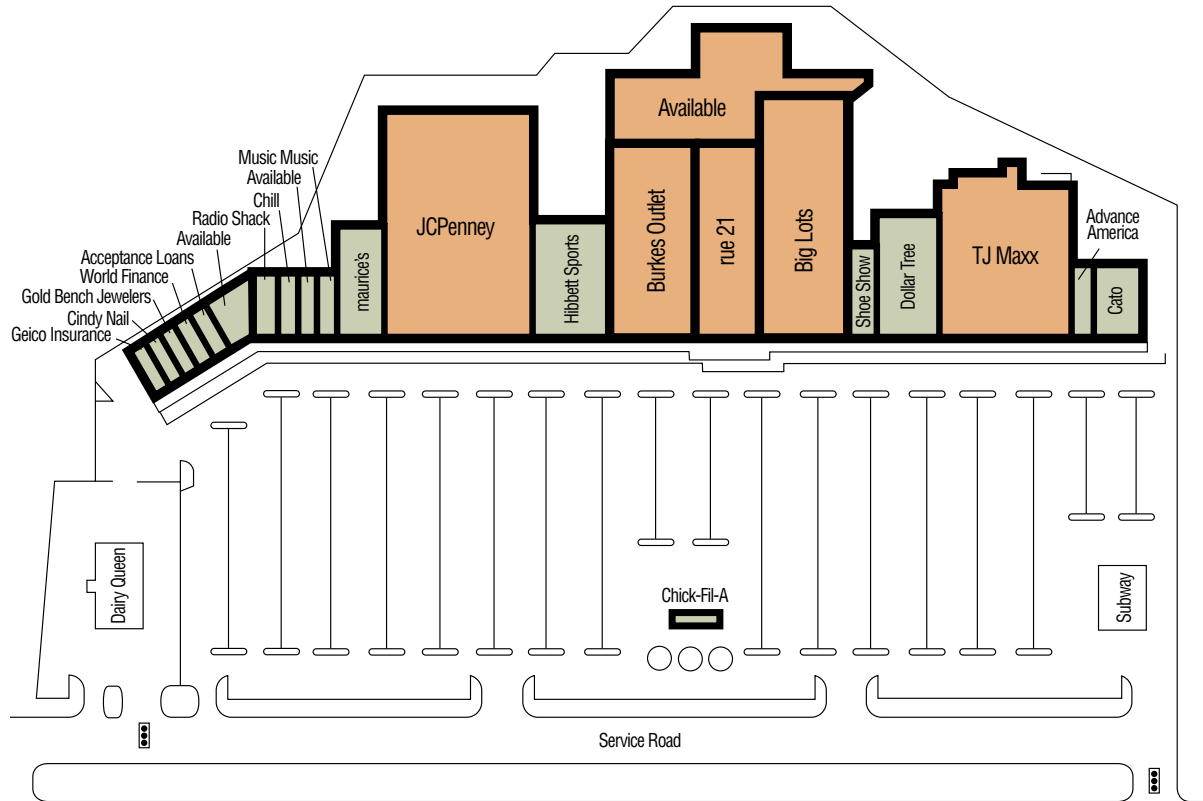 Available
Music Music
Available
Chill
Radio Shack
Available
Acceptance Loans
World Finance
Gold Bench Jewelers
Cindy Nail
Geico Insurance
maurice's
JCPenney
Hibbett Sports
Burkes Outlet
rue 21
Big Lots
Shoe Show
Dollar Tree
TJ Maxx
Advance
America
Cato
Dairy Queen
Chick-Fil-A
Subway
Service Road